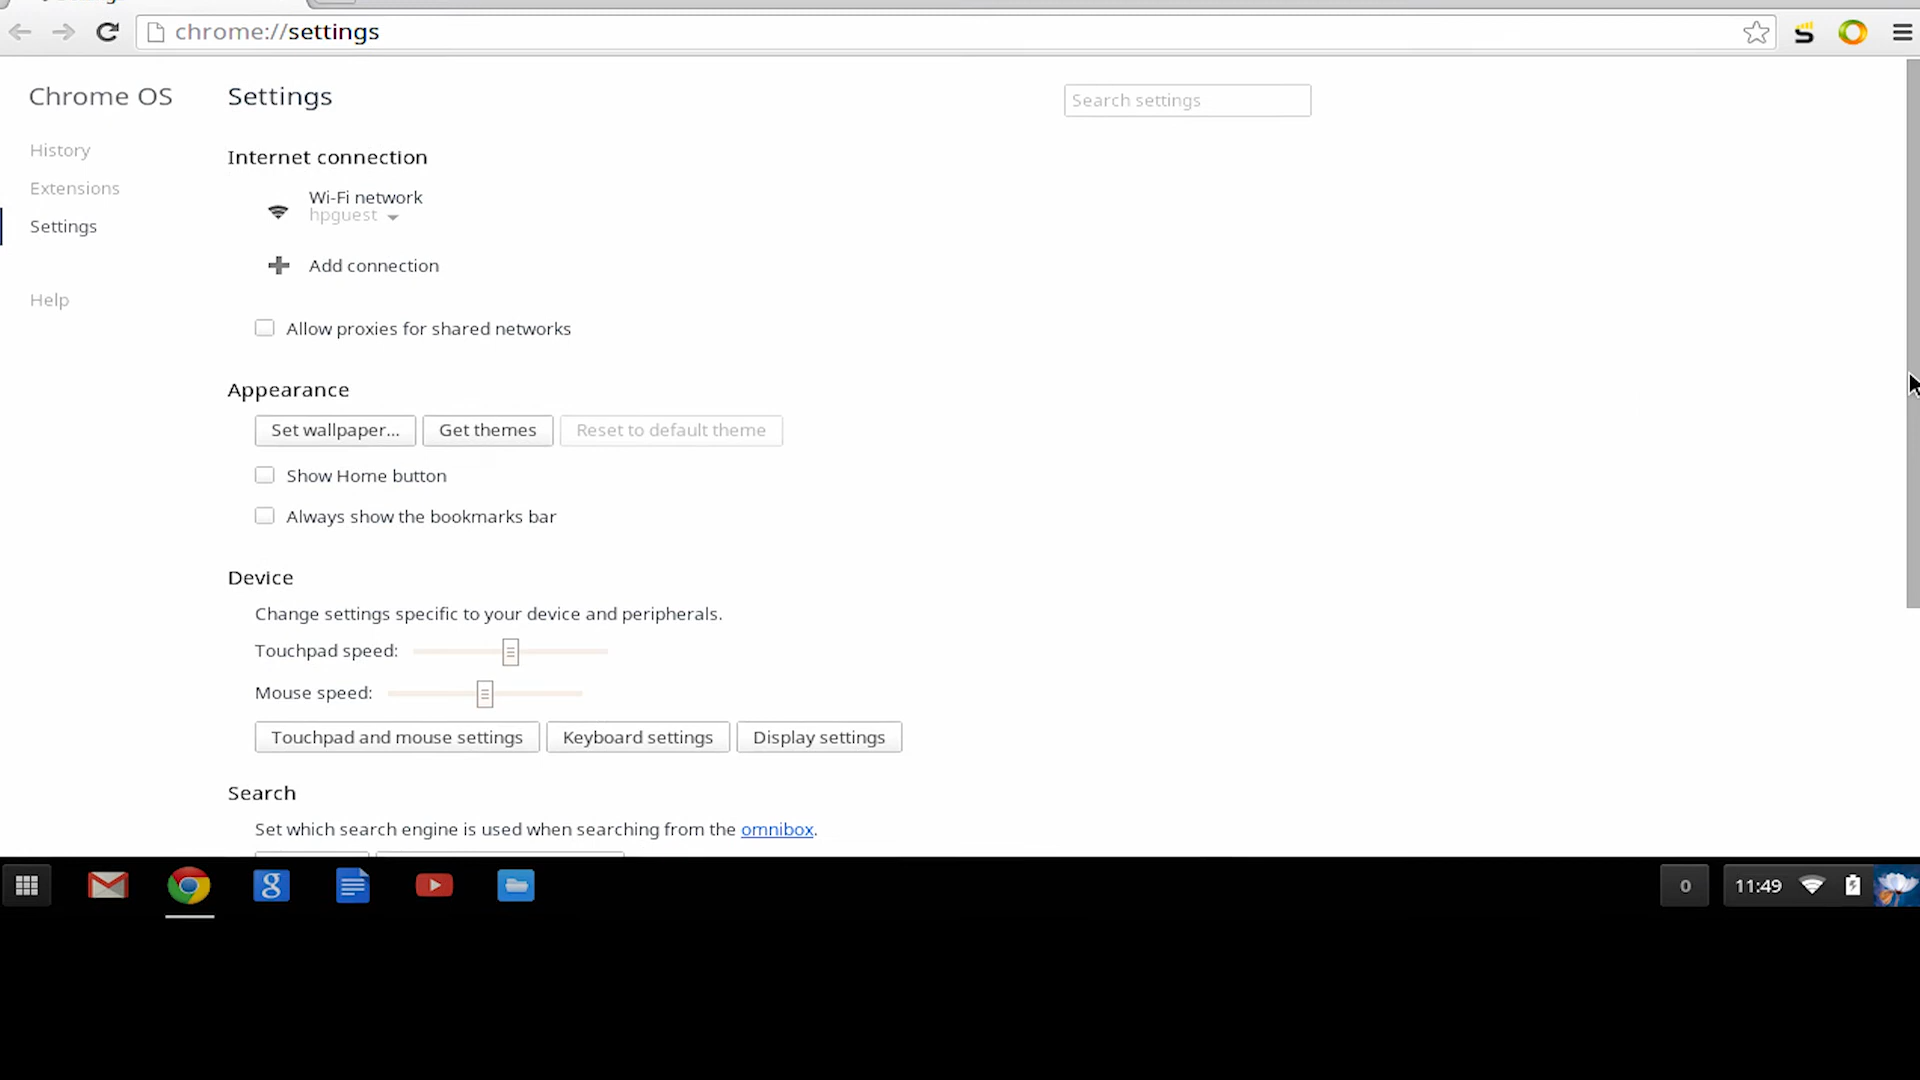 chrome://settings
Chrome OS
Settings
Search settings
History
Extensions
Settings
Help
Internet connection
Wi-Fi network
hpguest
Add connection
Allow proxies for shared networks
Appearance
Set wallpaper... Get themes Reset to default theme
Show Home button
Always show the bookmarks bar
Device
Change settings specific to your device and peripherals.
Touchpad speed:
Mouse speed:
Touchpad and mouse settings Keyboard settings Display settings
Search
Set which search engine is used when searching from the omnibox.
0 11:49